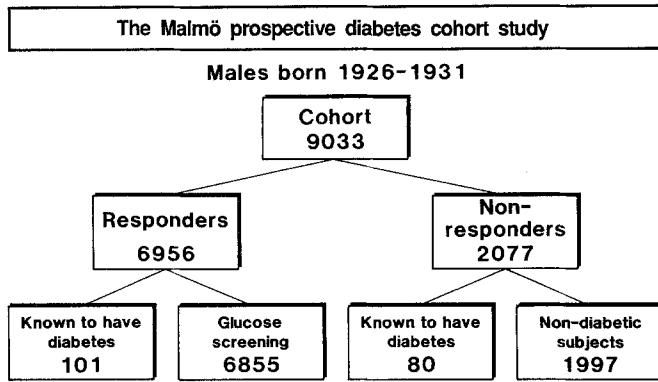 The Malmö prospective diabetes cohort study
Males born 1926-1931
Cohort
9033
Responders
6956
Non-
responders
2077
Known to have
diabetes
101
Glucose
screening
6855
Known to have
diabetes
80
Non-diabetic
subjects
1997